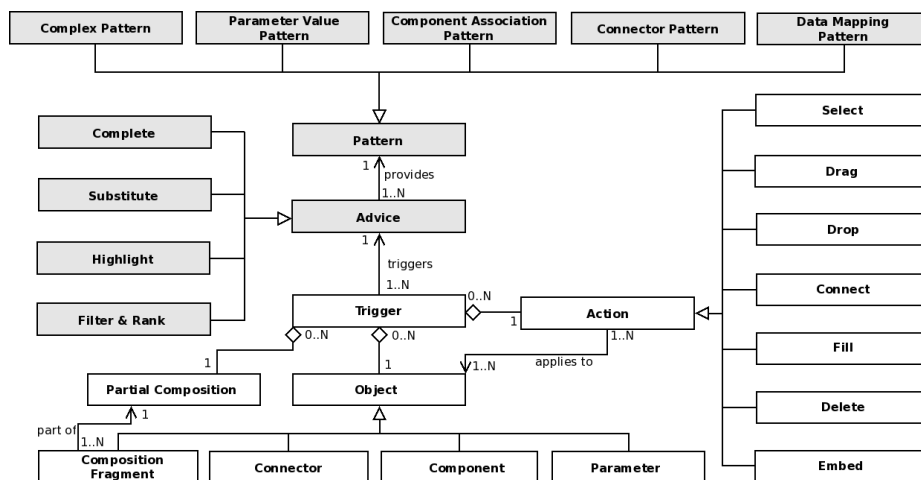 Complex Pattern
Parameter Value
Pattern
Component Association
Pattern
Connector Pattern
Data Mapping
Pattern
Complete
Substitute
Highlight
Filter & Rank
Pattern
1
provides
1..N
Advice
1
triggers
1..N
Trigger
0..N
1
Action
0..N
0..N
1
1
1..N
applies to
1..N
Partial Composition
Object
1
part of
1..N
Composition
Fragment
Connector
Component
Parameter
Select
Drag
Drop
Connect
Fill
Delete
Embed